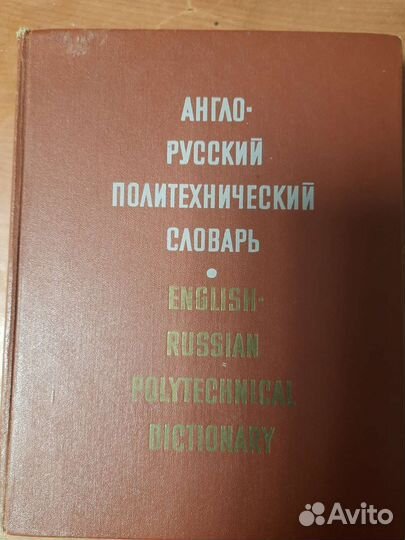 АНГЛО-
РУССКИЙ
ПОЛИТЕХНИЧЕСКИЙ
СЛОВАРЬ
•
ENGLISH-
RUSSIAN
POLYTECHNICAL
DICTIONARY
Avito